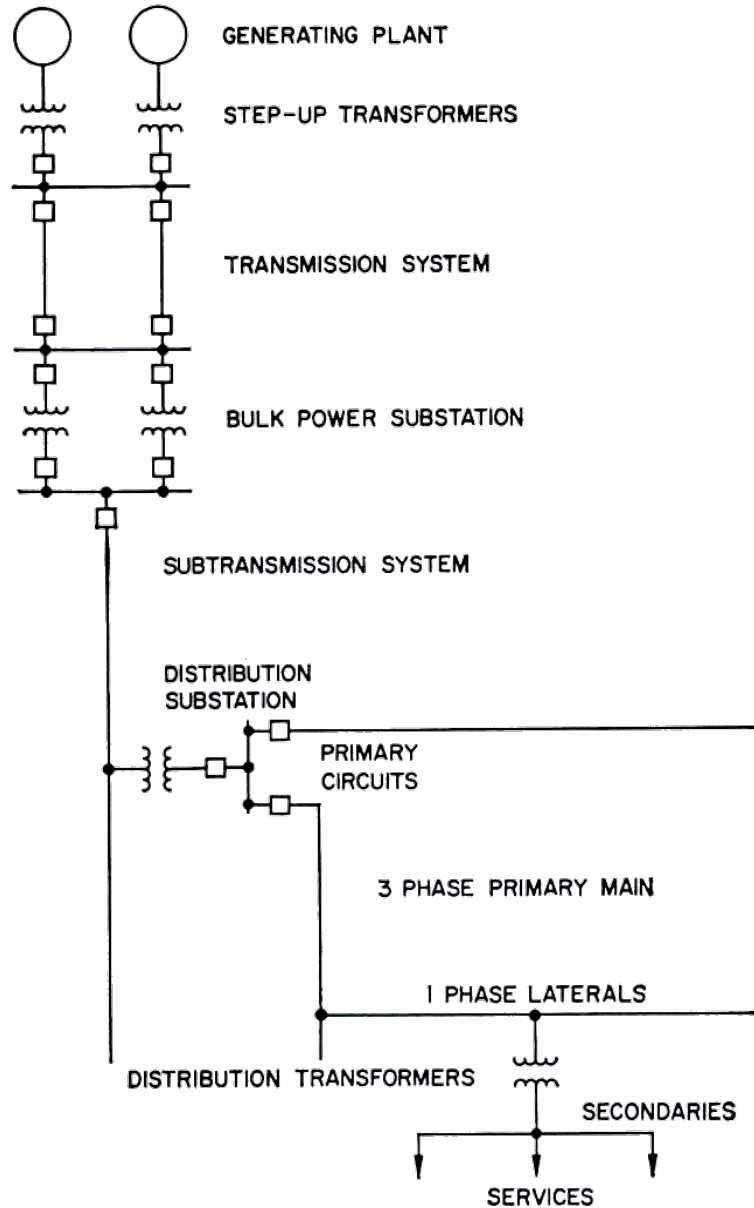 GENERATING PLANT
STEP-UP TRANSFORMERS
TRANSMISSION SYSTEM
BULK POWER SUBSTATION
SUBTRANSMISSION SYSTEM
DISTRIBUTION
SUBSTATION
PRIMARY
CIRCUITS
3 PHASE PRIMARY MAIN
1 PHASE LATERALS
DISTRIBUTION TRANSFORMERS
SECONDARIES
SERVICES